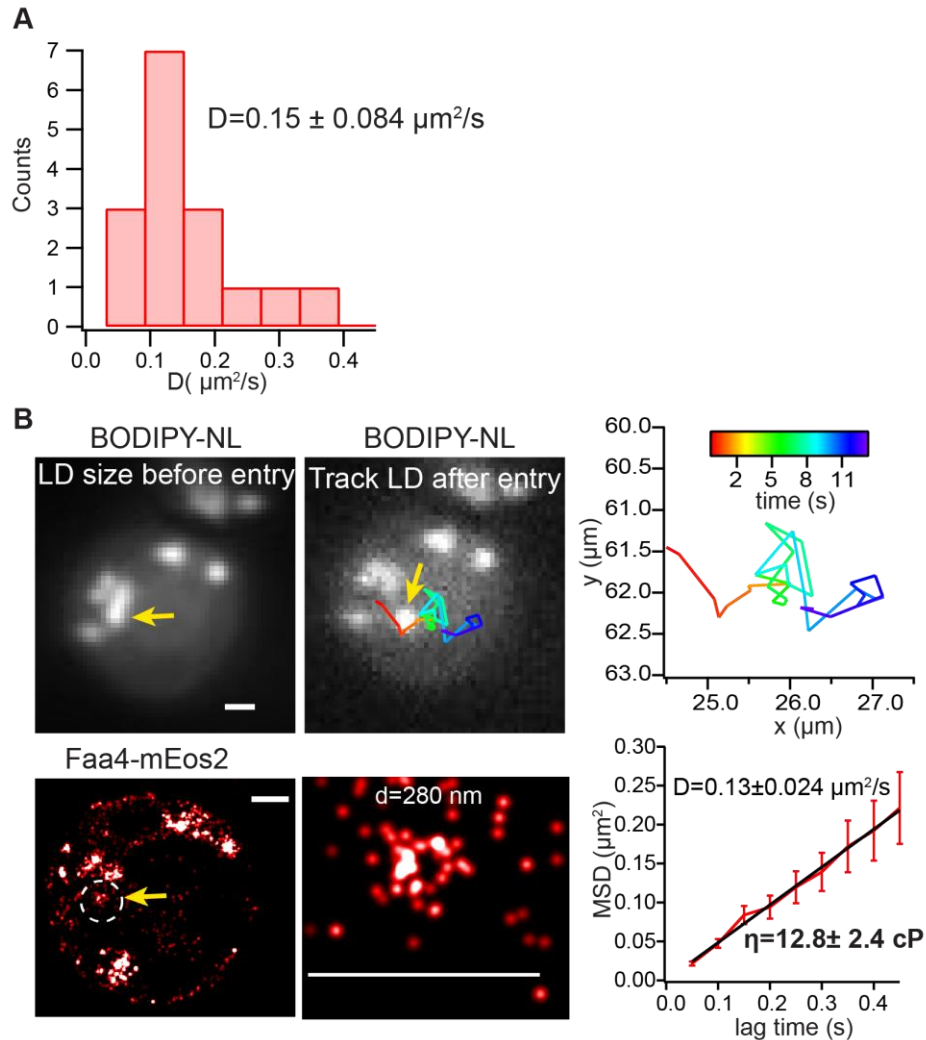 A
7
6
5
4
3
2
1
0
Counts
D=0.15 ± 0.084 µm²/s
0.0 0.1 0.2 0.3 0.4
D( µm²/s)
B
BODIPY-NL
LD size before entry
BODIPY-NL
Track LD after entry
60.0
60.5
61.0
61.5
62.0
62.5
63.0
y (µm)
2 5 8 11
time (s)
25.0 26.0 27.0
x (µm)
Faa4-mEos2
d=280 nm
0.30
0.25
0.20
0.15
0.10
0.05
0.00
MSD (µm²)
D=0.13±0.024 µm²/s
η=12.8± 2.4 cP
0.0 0.1 0.2 0.3 0.4
lag time (s)